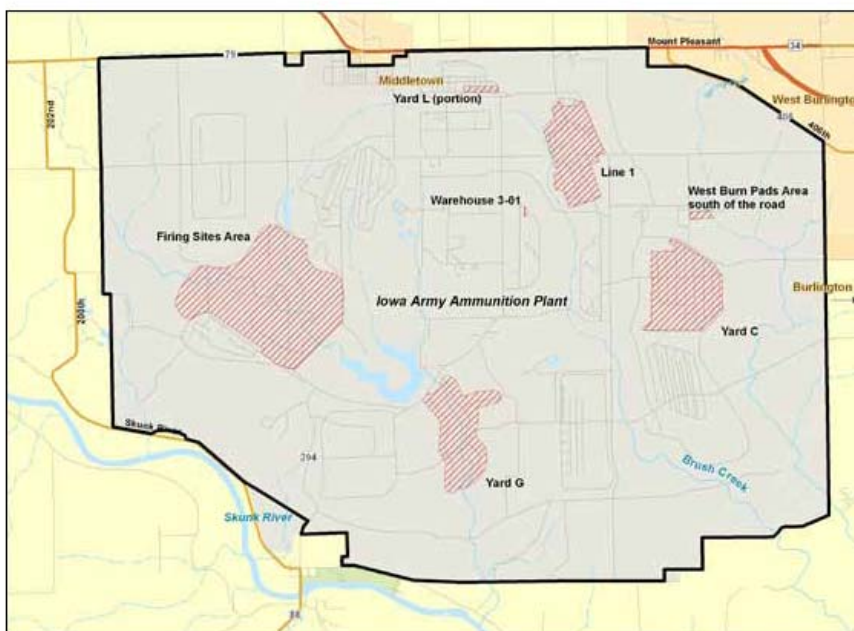 79
Mount Pleasant
34
Middletown
Yard L (portion)
West Burlington
406
406th
202nd
Line 1
West Burn Pads Area
south of the road
Warehouse 3-01
Firing Sites Area
Iowa Army Ammunition Plant
Burlington
200th
Yard C
Skunk River
294
Yard G
Brush Creek
Skunk River